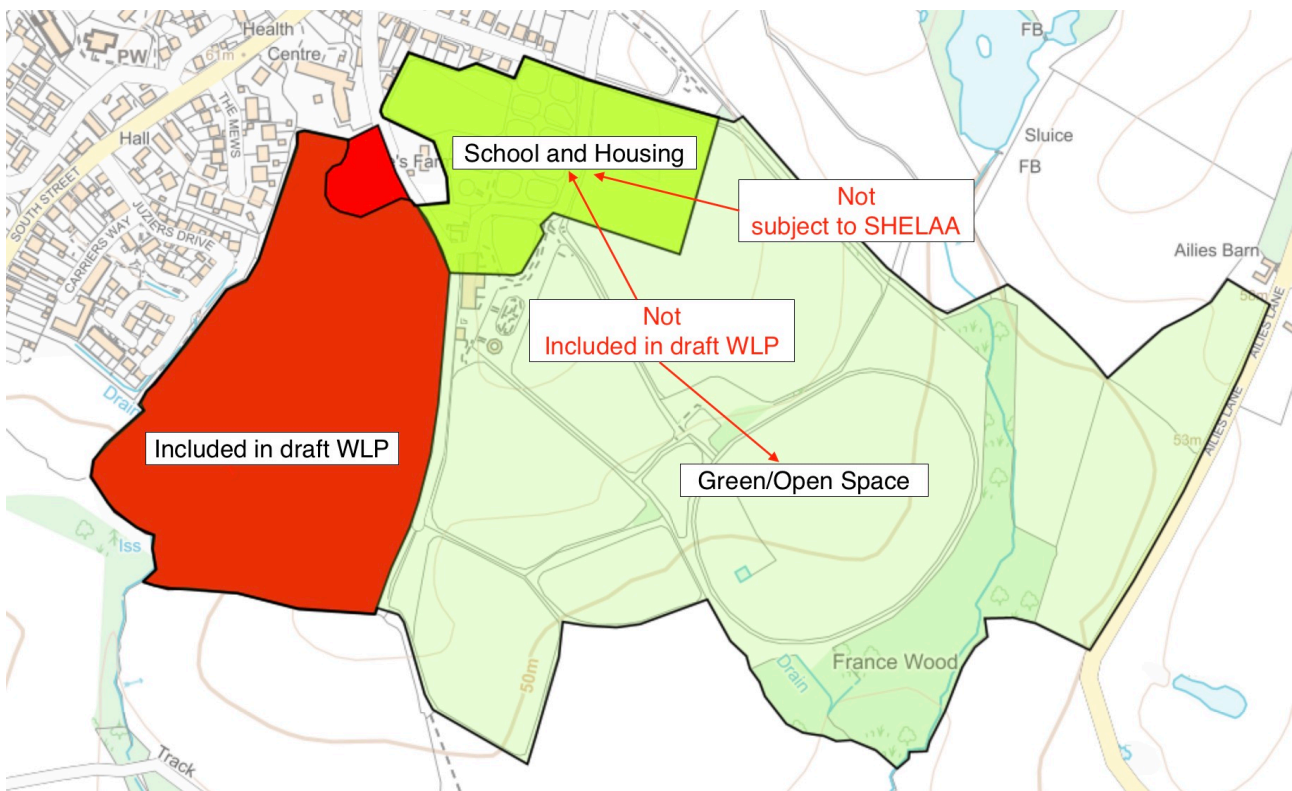 Health
Centre
PW
61m
THE MEWS
Hall
SOUTH STREET
CARRIERS WAY
JUZIERS DRIVE
's Far
School and Housing
Not
subject to SHELAA
FB
Sluice
FB
Ailies Barn
AILIES LANE
AILIES LANE
Not
Included in draft WLP
Drain
Included in draft WLP
Green/Open Space
53m
Iss
50m
France Wood
Drain
Track